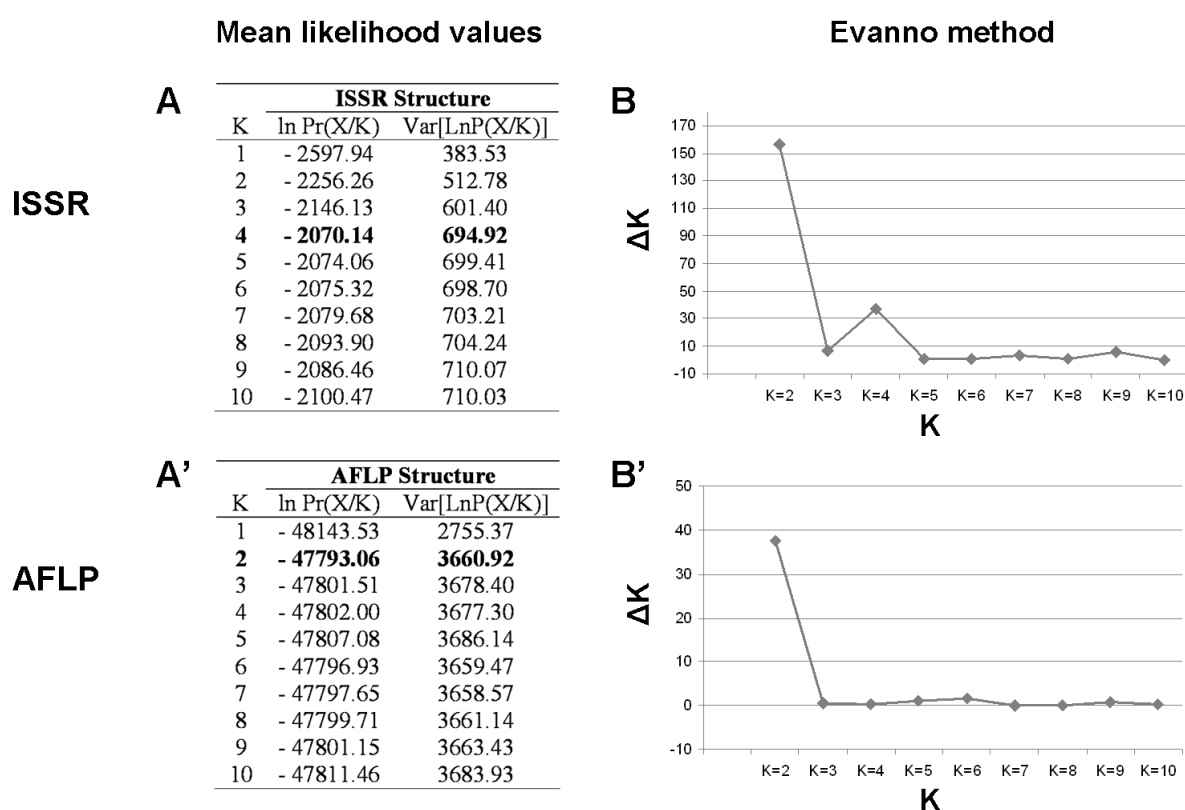 Mean likelihood values
Evanno method
ISSR
A
ISSR Structure
K ln Pr(X/K) Var[LnP(X/K)]
1 - 2597.94 383.53
2 - 2256.26 512.78
3 - 2146.13 601.40
4 - 2070.14 694.92
5 - 2074.06 699.41
6 - 2075.32 698.70
7 - 2079.68 703.21
8 - 2093.90 704.24
9 - 2086.46 710.07
10 - 2100.47 710.03
B
170
150
130
110
90
70
50
30
10
-10
ΔK
K=2 K=3 K=4 K=5 K=6 K=7 K=8 K=9 K=10
K
AFLP
A'
AFLP Structure
K ln Pr(X/K) Var[LnP(X/K)]
1 - 48143.53 2755.37
2 - 47793.06 3660.92
3 - 47801.51 3678.40
4 - 47802.00 3677.30
5 - 47807.08 3686.14
6 - 47796.93 3659.47
7 - 47797.65 3658.57
8 - 47799.71 3661.14
9 - 47801.15 3663.43
10 - 47811.46 3683.93
B’
50
40
30
20
10
0
-10
ΔK
K=2 K=3 K=4 K=5 K=6 K=7 K=8 K=9 K=10
K